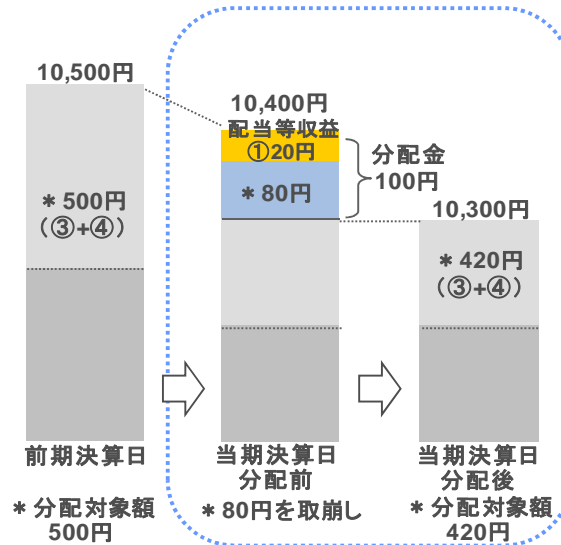 10,500円
＊500円
（③+④）
前期決算日
＊分配対象額
500円
10,400円
配当等収益
①20円
＊80円
分配金
100円
当期決算日
分配前
＊80円を取崩し
10,300円
＊420円
（③+④）
当期決算日
分配後
＊分配対象額
420円